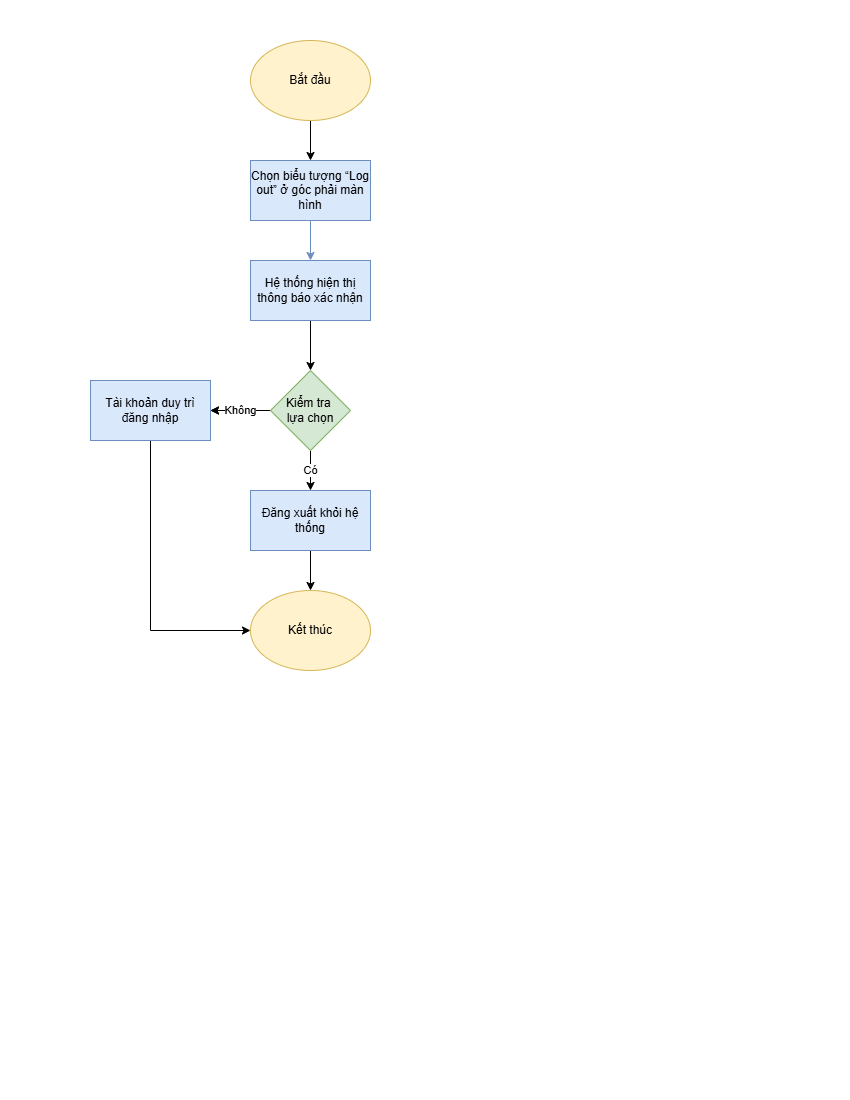 Bắt đầu
Chọn biểu tượng “Log
out” ở góc phải màn
hình
Hệ thống hiện thị
thông báo xác nhận
Kiểm tra
lựa chọn
Không
Tài khoản duy trì
đăng nhập
Có
Đăng xuất khỏi hệ
thống
Kết thúc